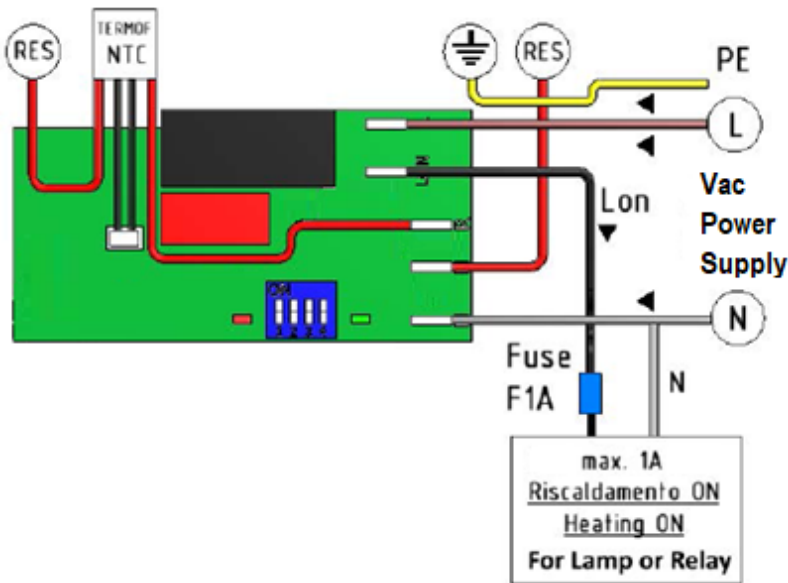 RES
TERMOF
NTC
RES
PE
L
Vac
Power
Supply
Lon
N
Fuse
F1A
N
max. 1A
Riscaldamento ON
Heating ON
For Lamp or Relay